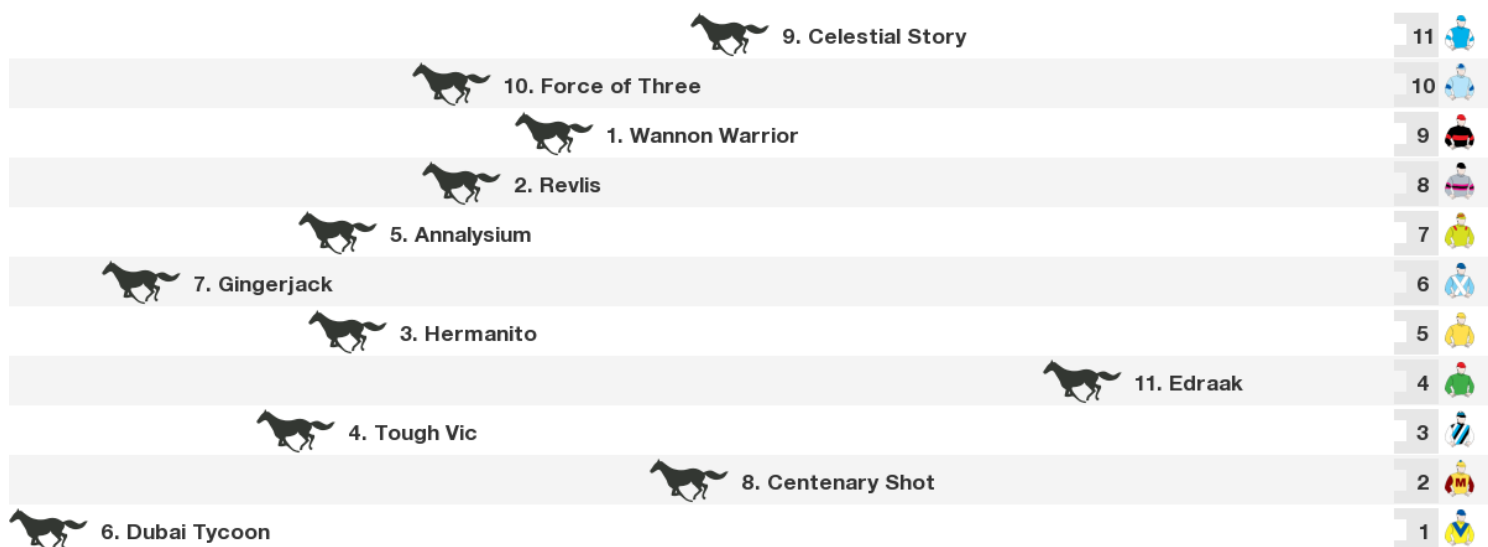 9. Celestial Story 11
10. Force of Three 10
1. Wannon Warrior 9
2. Revlis 8
5. Annalysium 7
7. Gingerjack 6
3. Hermanito 5
11. Edraak 4
4. Tough Vic 3
8. Centenary Shot 2 M
6. Dubai Tycoon 1